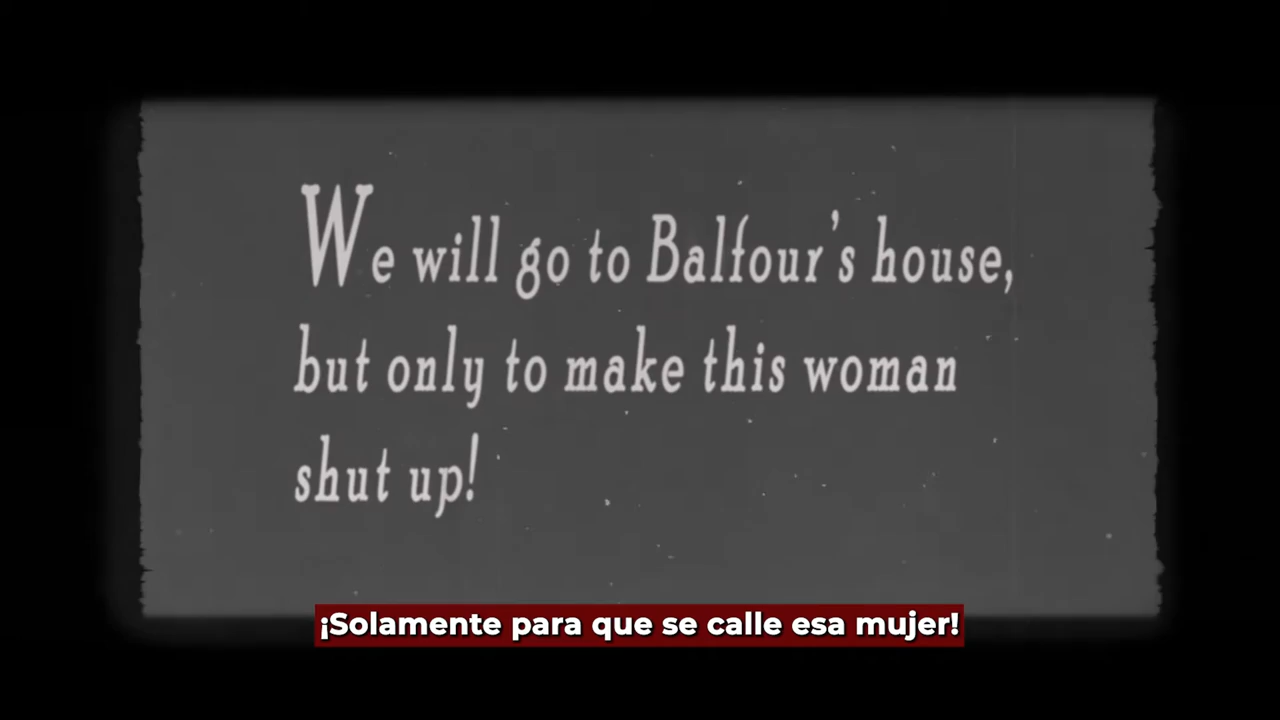 We will go to Balfour's house,
but only to make this woman
shut up!
¡Solamente para que se calle esa mujer!